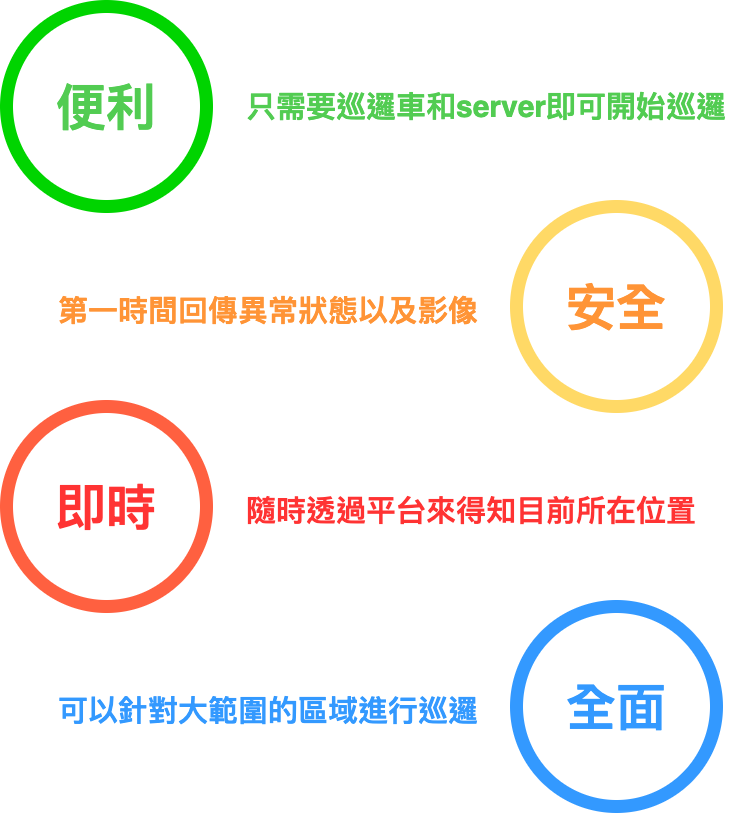 便利
只需要巡邏車和server即可開始巡邏
第一時間回傳異常狀態以及影像
安全
即時
隨時透過平台來得知目前所在位置
可以針對大範圍的區域進行巡邏
全面